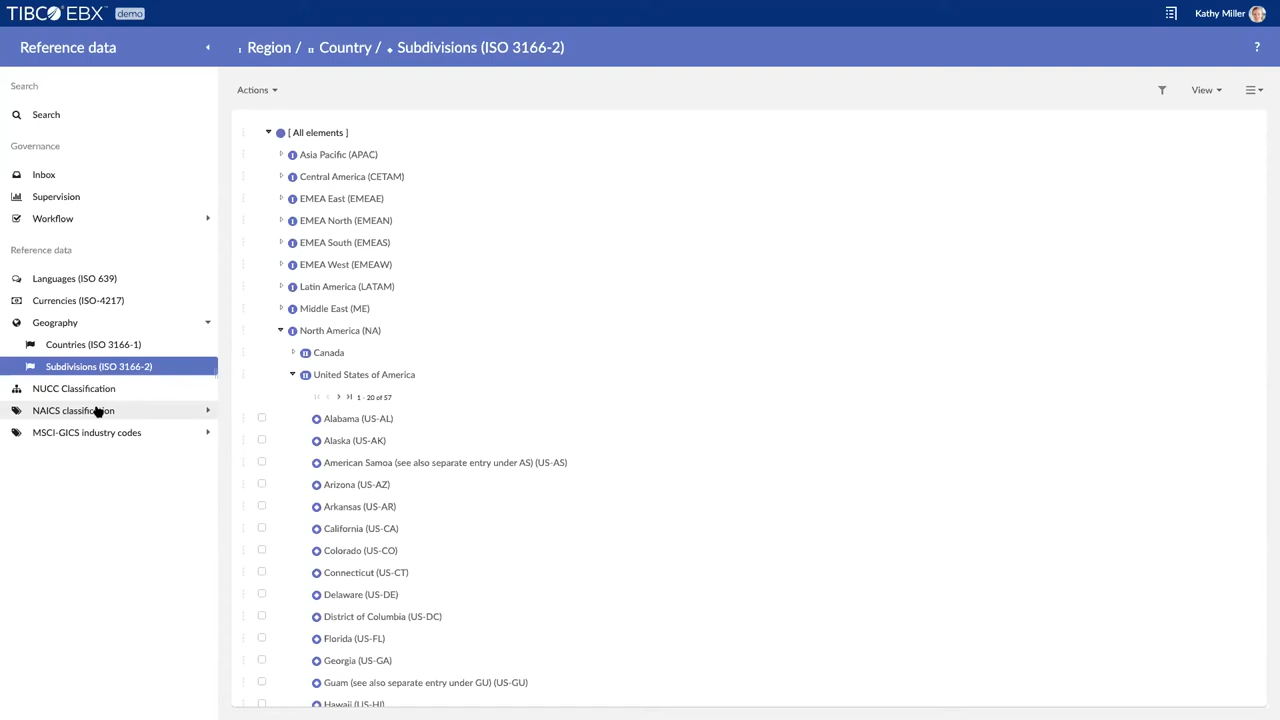 TIBCO EBX demo
Kathy Miller
Reference data
Region / Country / Subdivisions (ISO 3166-2)
?
Search
Search
Governance
Inbox
Supervision
Workflow
Reference data
Languages (ISO 639)
Currencies (ISO-4217)
Geography
Countries (ISO 3166-1)
Subdivisions (ISO 3166-2)
NUCC Classification
NAICS classification
MSCI-GICS industry codes
Actions
View
[ All elements ]
Asia Pacific (APAC)
Central America (CETAM)
EMEA East (EMEAE)
EMEA North (EMEAN)
EMEA South (EMEAS)
EMEA West (EMEAW)
Latin America (LATAM)
Middle East (ME)
North America (NA)
Canada
United States of America
1 - 20 of 57
Alabama (US-AL)
Alaska (US-AK)
American Samoa (see also separate entry under AS) (US-AS)
Arizona (US-AZ)
Arkansas (US-AR)
California (US-CA)
Colorado (US-CO)
Connecticut (US-CT)
Delaware (US-DE)
District of Columbia (US-DC)
Florida (US-FL)
Georgia (US-GA)
Guam (see also separate entry under GU) (US-GU)
Hawaii (US-HI)